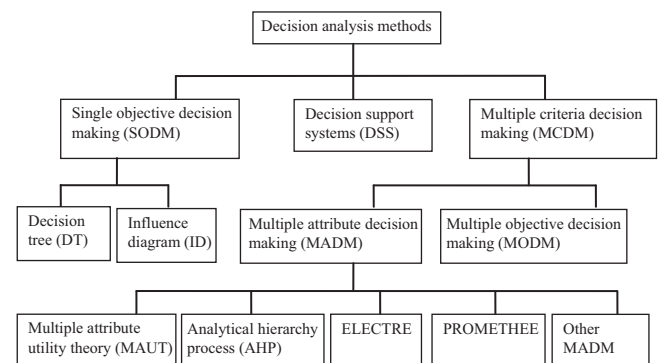 Decision analysis methods
Single objective decision
making (SODM)
Decision support
systems (DSS)
Multiple criteria decision
making (MCDM)
Decision
tree (DT)
Influence
diagram (ID)
Multiple attribute decision
making (MADM)
Multiple objective decision
making (MODM)
Multiple attribute
utility theory (MAUT)
Analytical hierarchy
process (AHP)
ELECTRE
PROMETHEE
Other
MADM